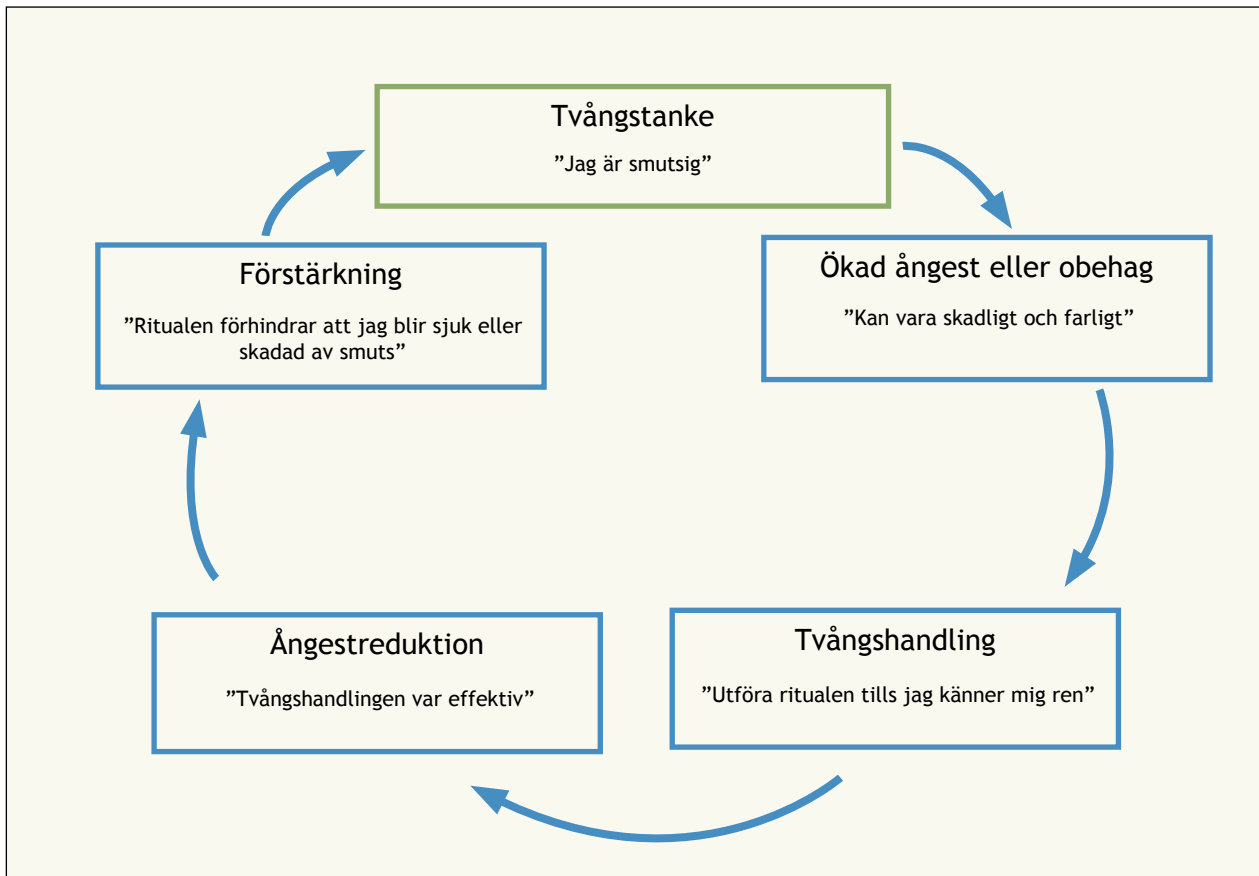 Tvångstanke
”Jag är smutsig”
Ökad ångest eller obehag
”Kan vara skadligt och farligt”
Tvångshandling
”Utföra ritualen tills jag känner mig ren”
Ångestreduktion
”Tvångshandlingen var effektiv”
Förstärkning
”Ritualen förhindrar att jag blir sjuk eller
skadad av smuts”